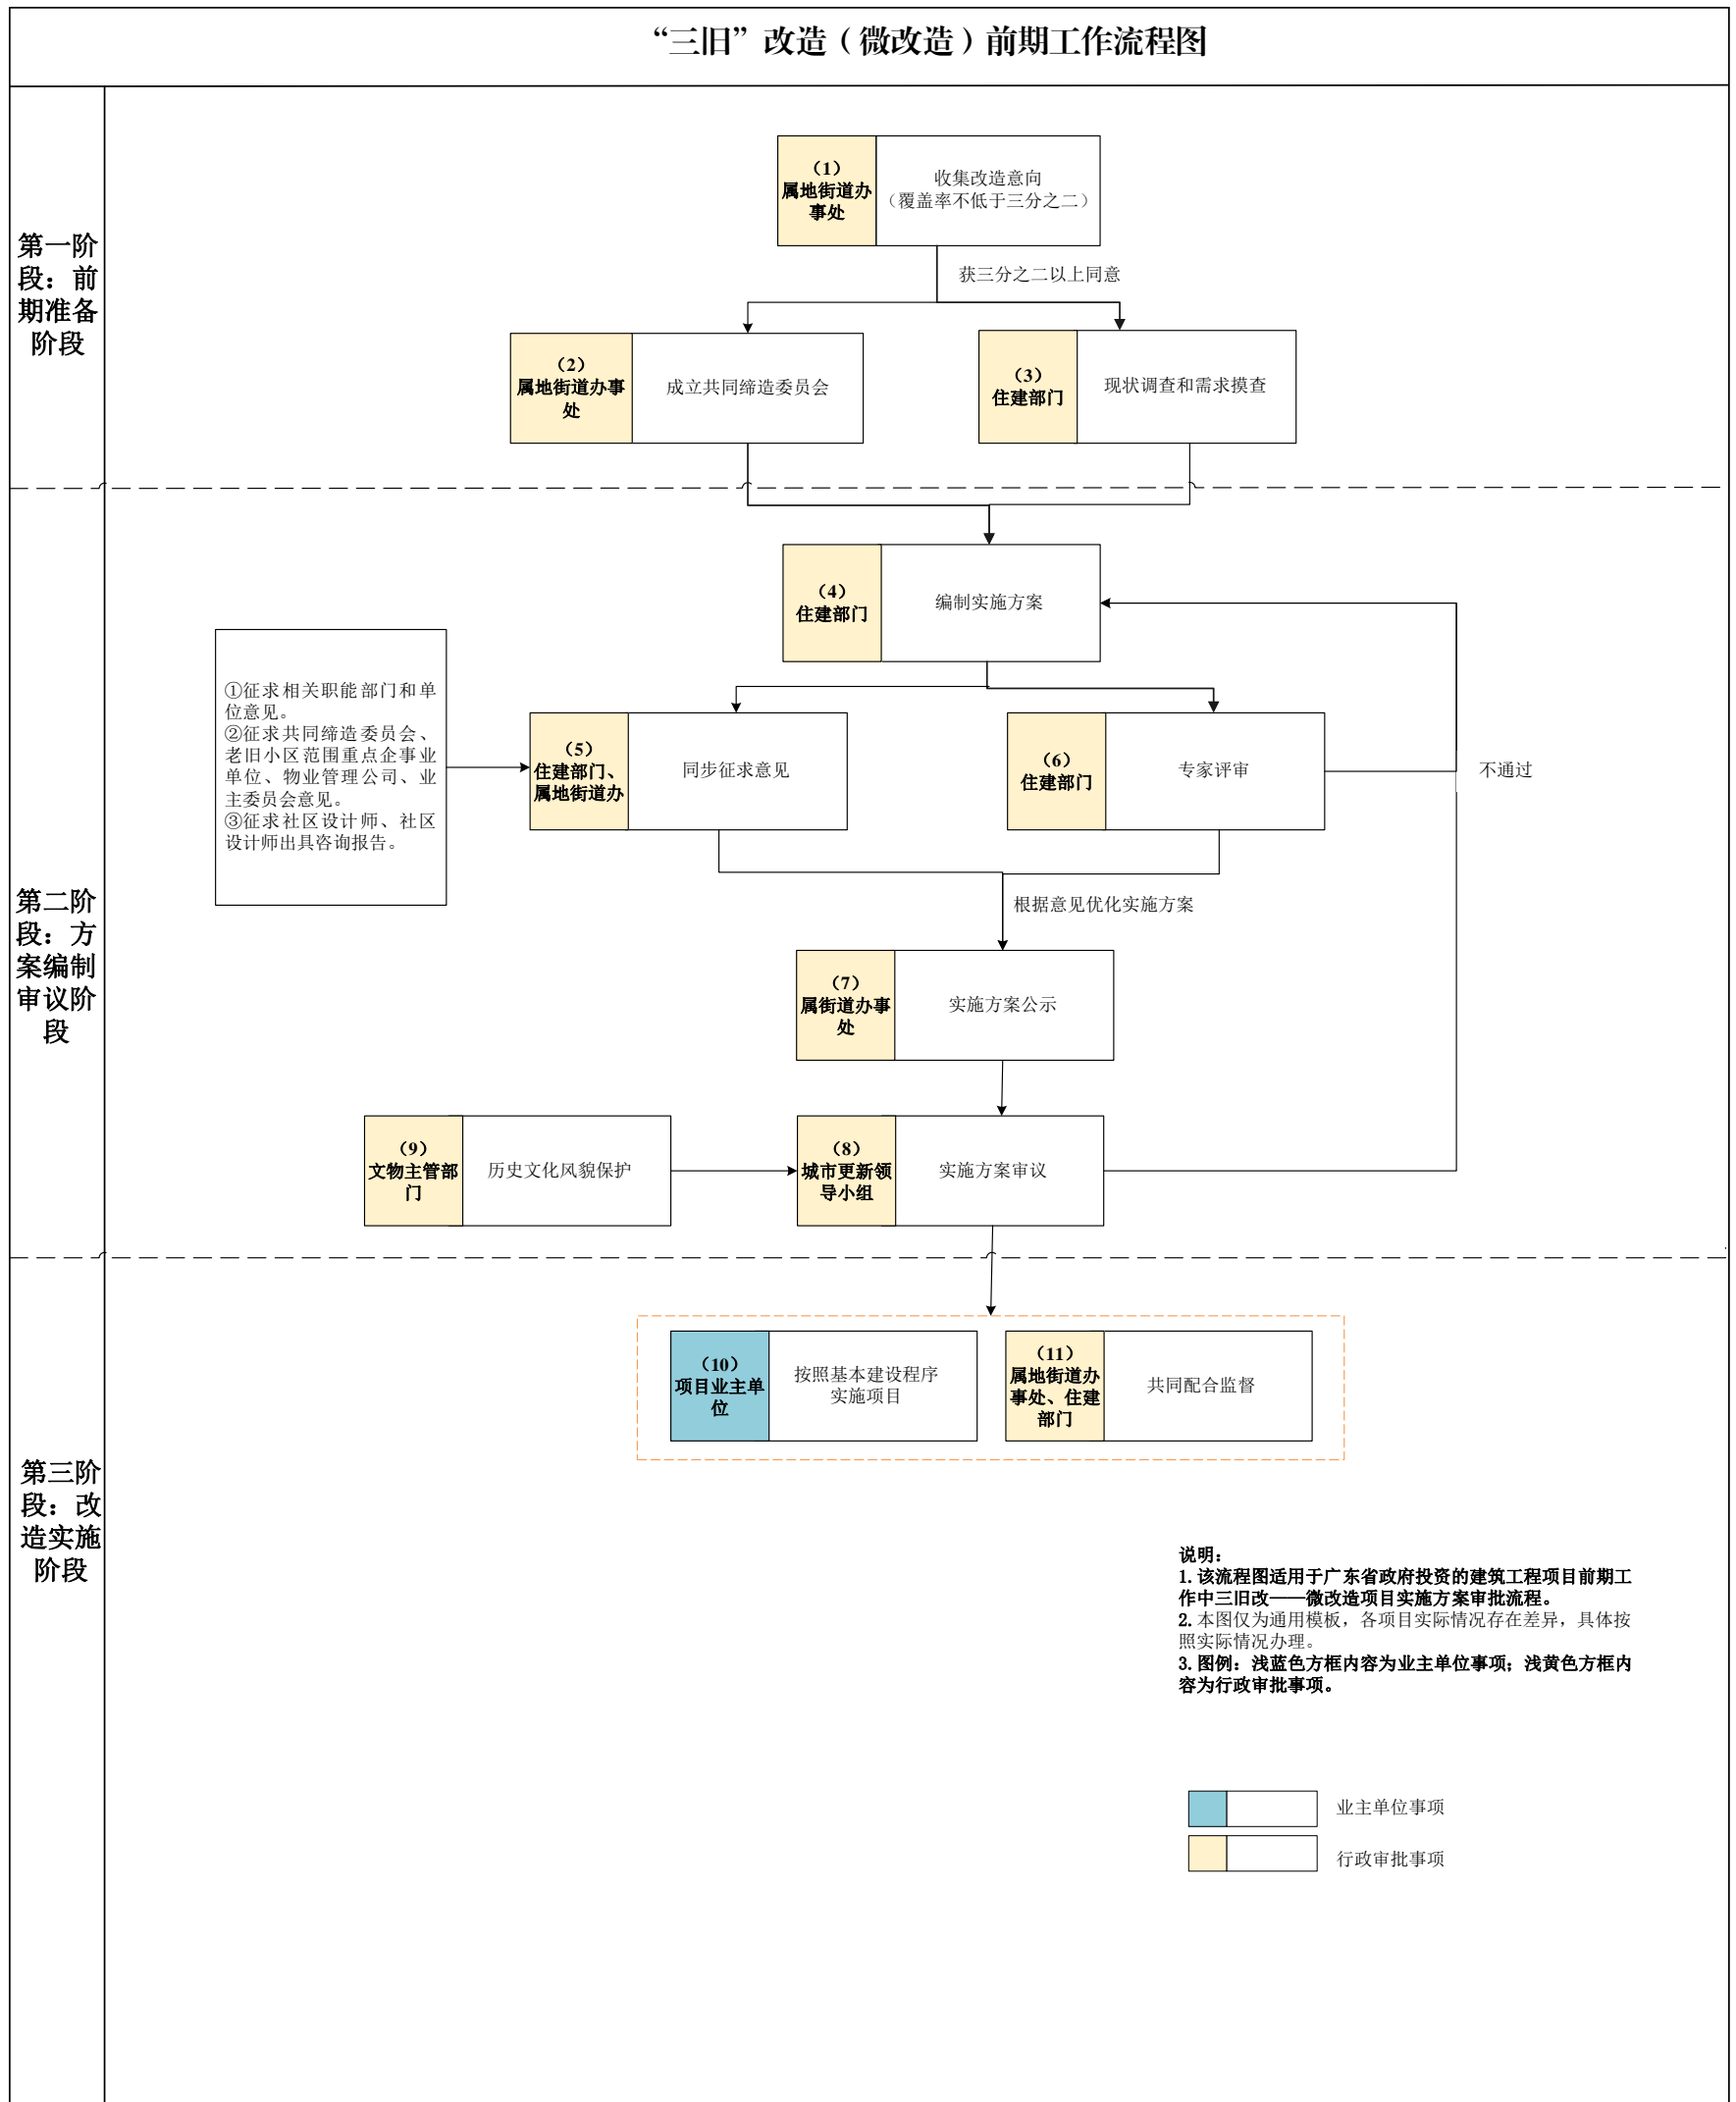 “三旧”改造（微改造）前期工作流程图
第一阶
段：前
期准备
阶段
（1）
属地街道办
事处
收集改造意向
（覆盖率不低于三分之二）
获三分之二以上同意
（2）
属地街道办事
处
成立共同缔造委员会
（3）
住建部门
现状调查和需求摸查
第二阶
段：方
案编制
审议阶
段
（4）
住建部门
编制实施方案
①征求相关职能部门和单
位意见。
②征求共同缔造委员会、
老旧小区范围重点企事业
单位、物业管理公司、业
主委员会意见。
③征求社区设计师、社区
设计师出具咨询报告。
（5）
住建部门、
属地街道办
同步征求意见
（6）
住建部门
专家评审
不通过
根据意见优化实施方案
（7）
属街道办事
处
实施方案公示
（9）
文物主管部
门
历史文化风貌保护
（8）
城市更新领
导小组
实施方案审议
第三阶
段：改
造实施
阶段
（10）
项目业主单
位
按照基本建设程序
实施项目
（11）
属地街道办
事处、住建
部门
共同配合监督
说明：
1. 该流程图适用于广东省政府投资的建筑工程项目前期工
作中三旧改——微改造项目实施方案审批流程。
2. 本图仅为通用模板，各项目实际情况存在差异，具体按
照实际情况办理。
3. 图例：浅蓝色方框内容为业主单位事项；浅黄色方框内
容为行政审批事项。
业主单位事项
行政审批事项